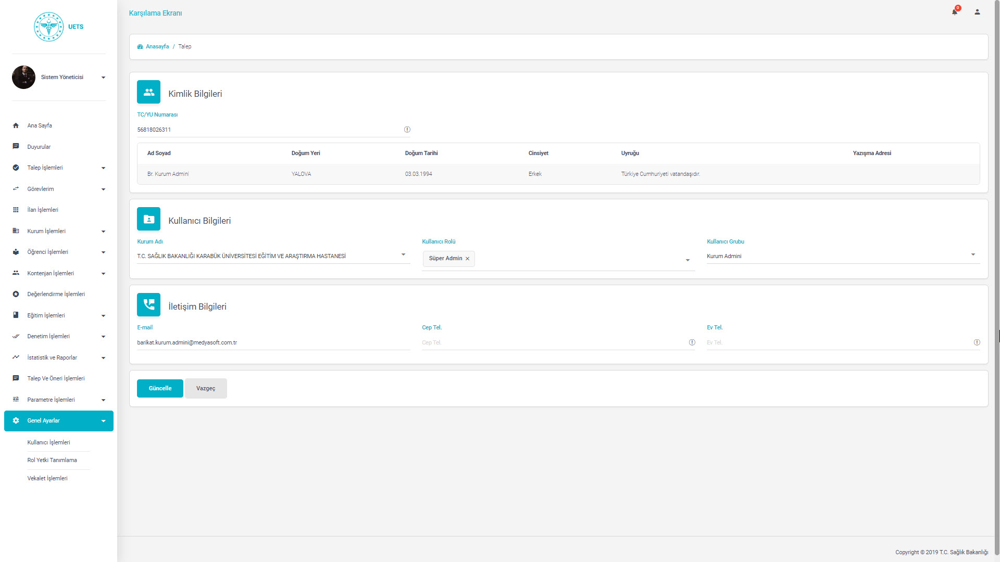 UETS
Sistem Yöneticisi
Ana Sayfa
Duyurular
Talep İşlemleri
Görevlerim
İlan İşlemleri
Kurum İşlemleri
Öğrenci İşlemleri
Kontenjan İşlemleri
Değerlendirme İşlemleri
Eğitim İşlemleri
Denetim İşlemleri
İstatistik ve Raporlar
Talep Ve Öneri İşlemleri
Parametre İşlemleri
Genel Ayarlar
Kullanıcı İşlemleri
Rol Yetki Tanımlama
Vekalet İşlemleri
Karşılama Ekranı
0
Anasayfa / Talep
Kimlik Bilgileri
TC/YU Numarası
56818026311
Ad Soyad Doğum Yeri Doğum Tarihi Cinsiyet Uyruğu Yazışma Adresi
Br. Kurum Admini YALOVA 03.03.1994 Erkek Türkiye Cumhuriyeti vatandaşıdır.
Kullanıcı Bilgileri
Kurum Adı Kullanıcı Rolü Kullanıcı Grubu
T.C. SAĞLIK BAKANLIĞI KARABÜK ÜNİVERSİTESİ EĞİTİM VE ARAŞTIRMA HASTANESİ Süper Admin × Kurum Admini
İletişim Bilgileri
E-mail Cep Tel. Ev Tel.
barikat.kurum.admini@medyasoft.com.tr Cep Tel. Ev Tel.
Güncelle Vazgeç
Copyright © 2019 T.C. Sağlık Bakanlığı